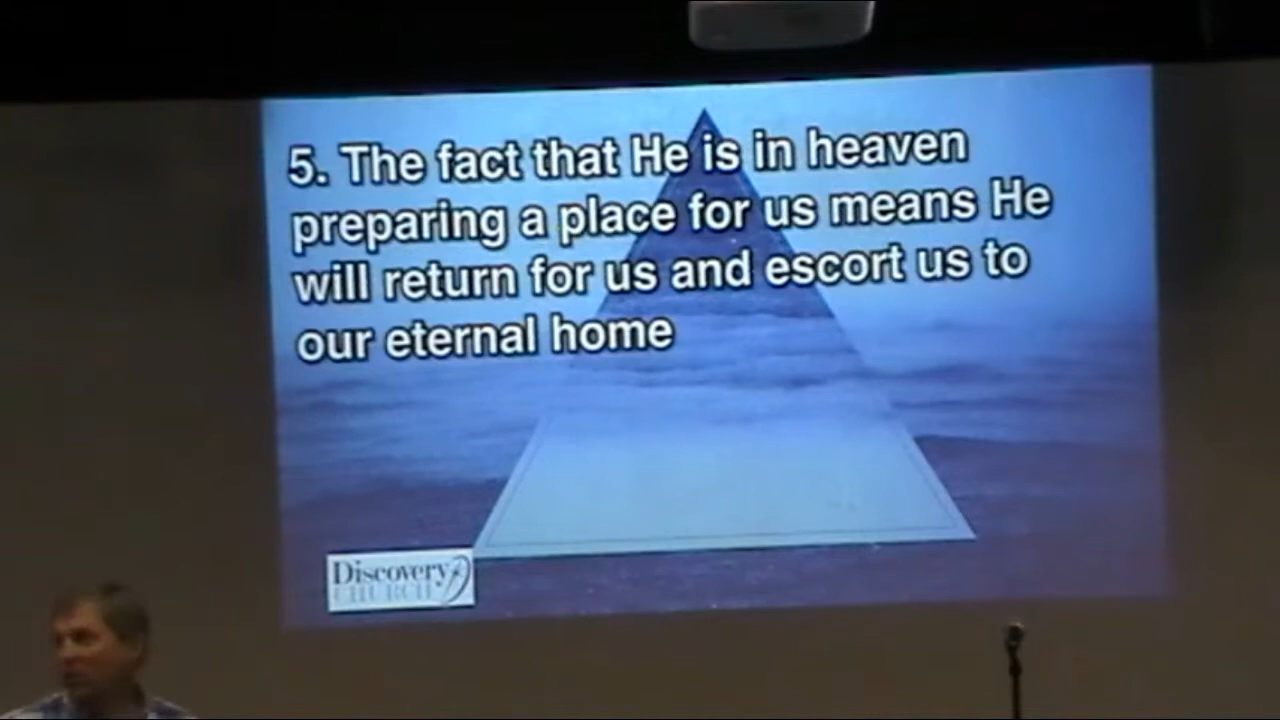 5. The fact that He is in heaven
preparing a place for us means He
will return for us and escort us to
our eternal home
Discovery
CHURCH